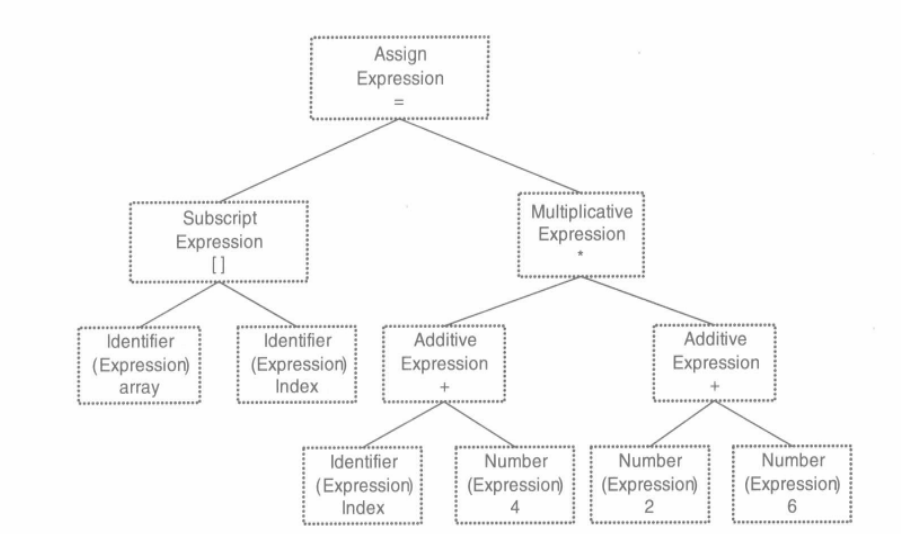 Assign
Expression
=
Subscript
Expression
[ ]
Multiplicative
Expression
*
Identifier
(Expression)
array
Identifier
(Expression)
Index
Additive
Expression
+
Additive
Expression
+
Identifier
(Expression)
Index
Number
(Expression)
4
Number
(Expression)
2
Number
(Expression)
6